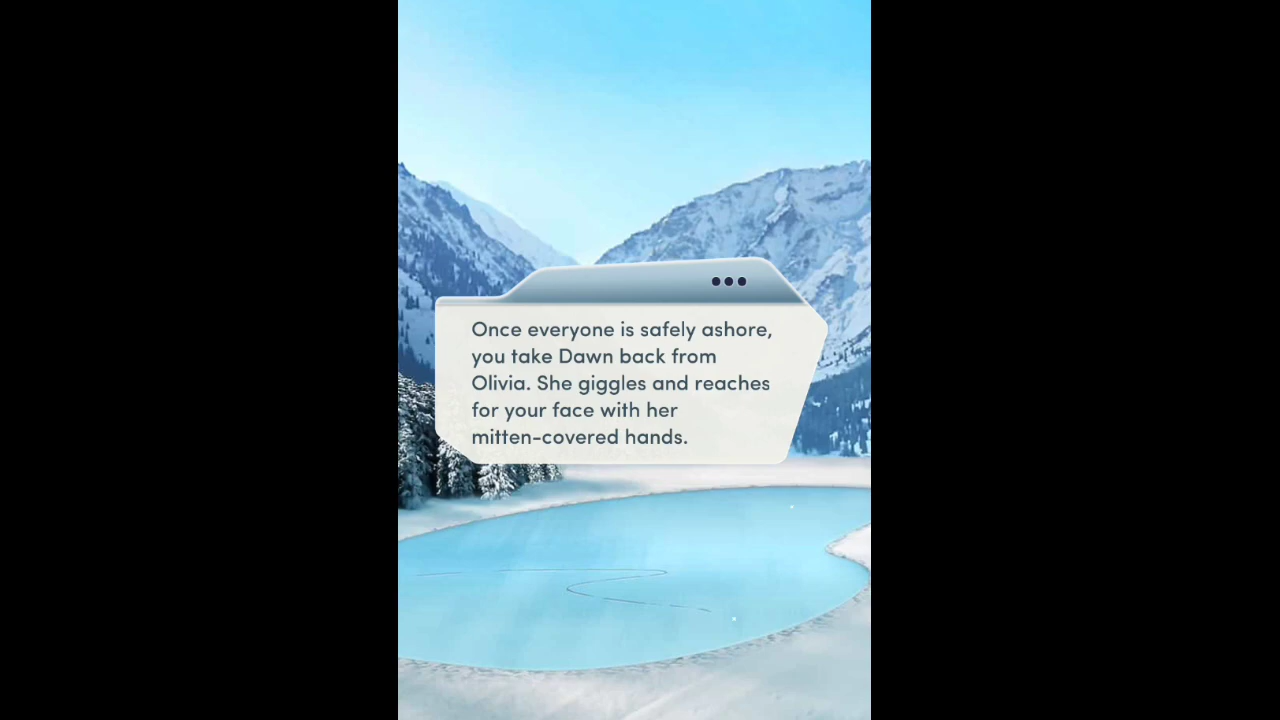 Once everyone is safely ashore,
you take Dawn back from
Olivia. She giggles and reaches
for your face with her
mitten-covered hands.